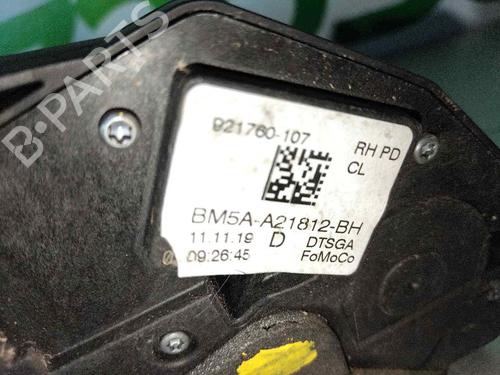 B-PARTS
921760-107
RH PD
CL
BM5A-A21812-BH
11.11.19 D DTSGA
09:26:45 FoMoCo